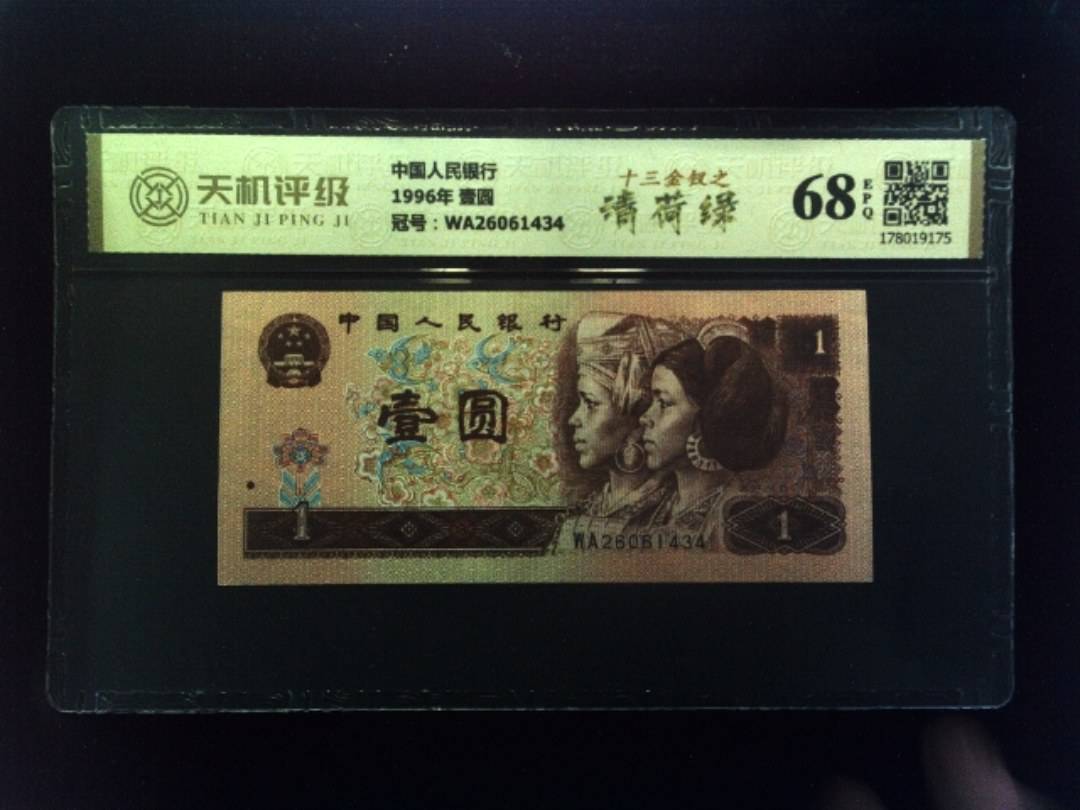 天机评级
TIAN JI PING JI
中国人民银行
1996年 壹圆
冠号：WA26061434
十三金钗之
清荷绿
68
EPQ
178019175
中国人民银行
1
壹圆
1
WA26061434
1